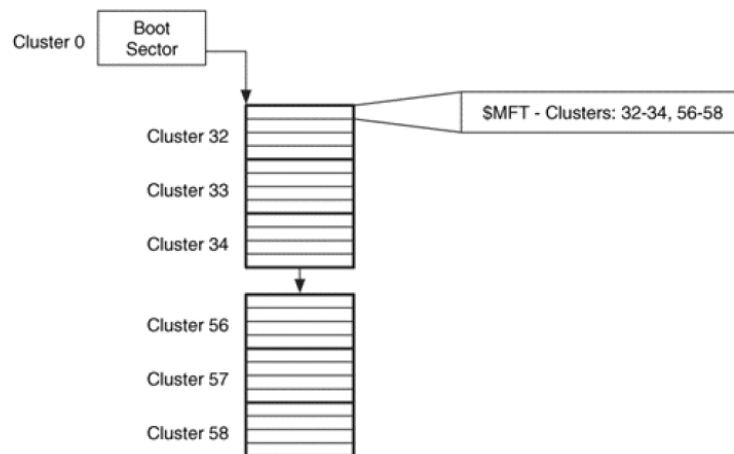 Cluster 0
Boot
Sector
$MFT - Clusters: 32-34, 56-58
Cluster 32
Cluster 33
Cluster 34
Cluster 56
Cluster 57
Cluster 58